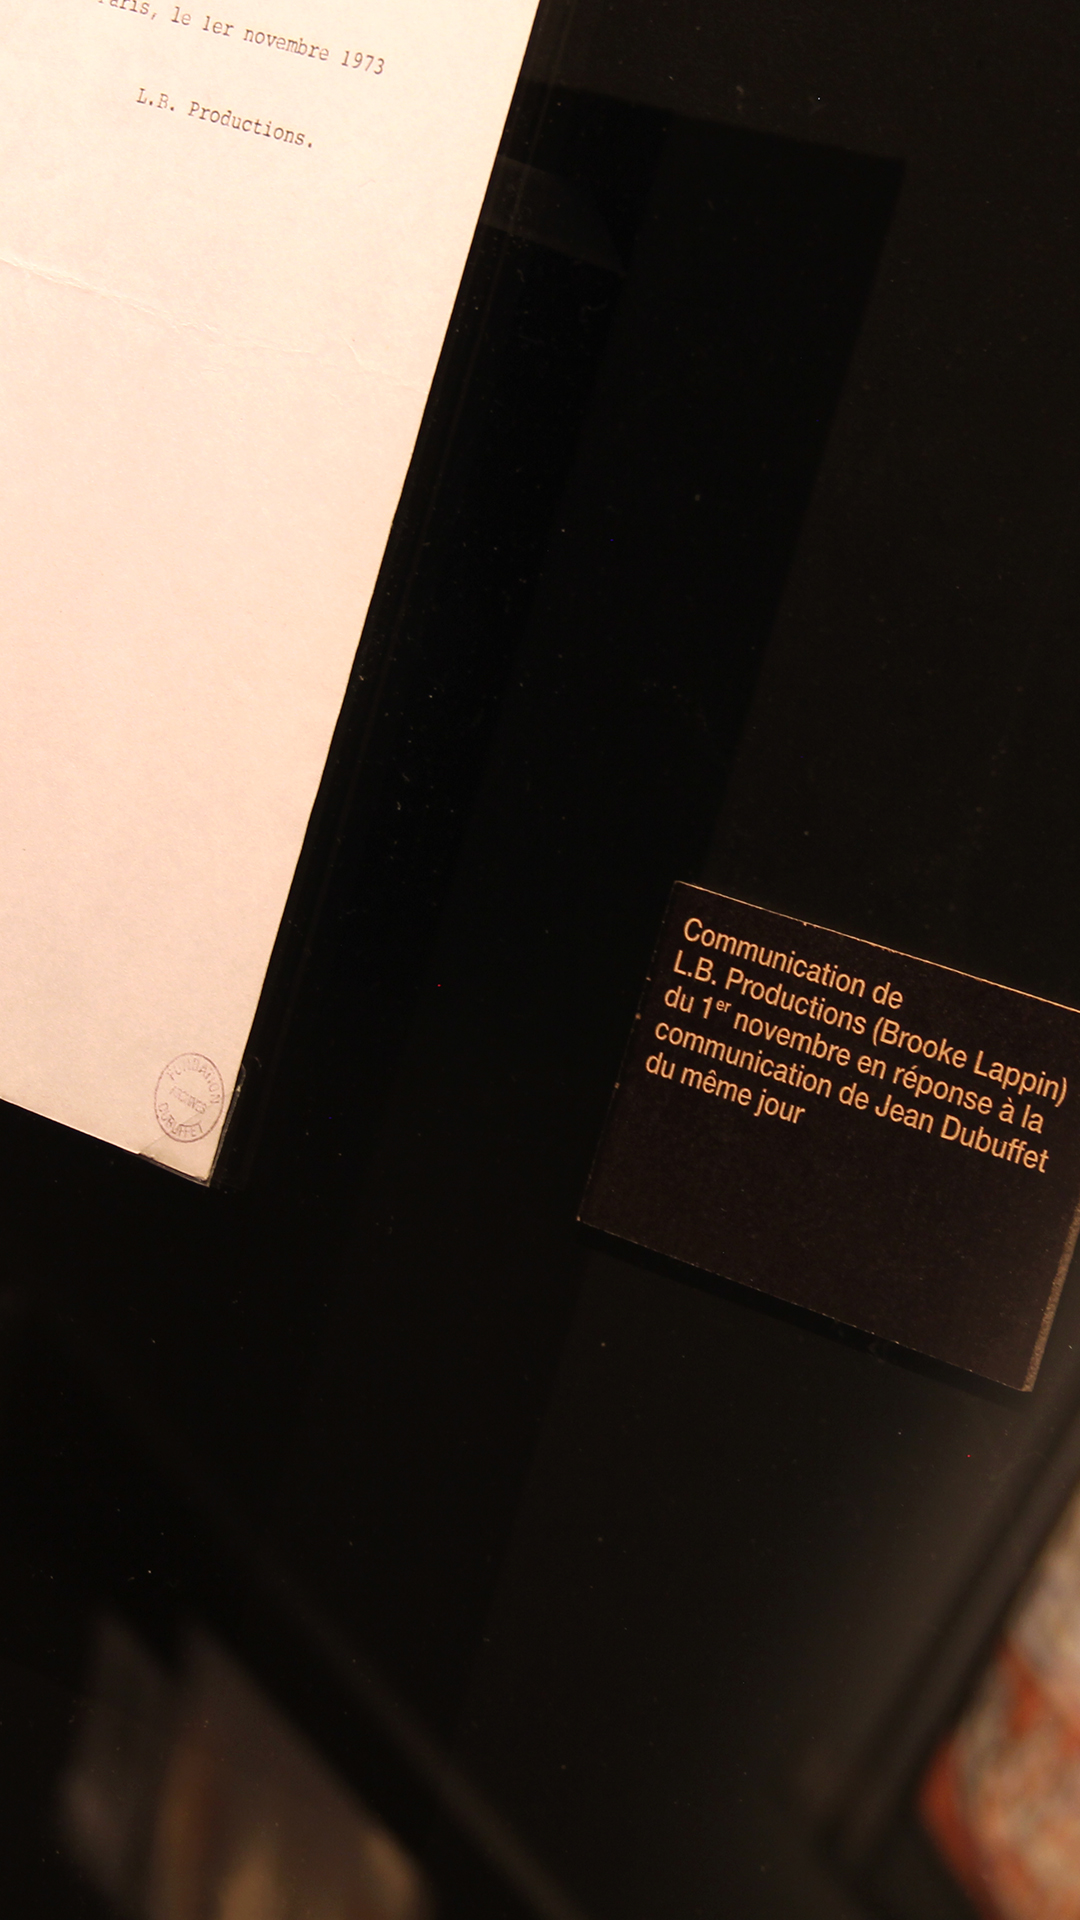 Paris, le 1er novembre 1973
L.B. Productions.
FONDATION
ARCHIVES
DUBUFFET
Communication de
L.B. Productions (Brooke Lappin)
du 1er novembre en réponse à la
communication de Jean Dubuffet
du même jour